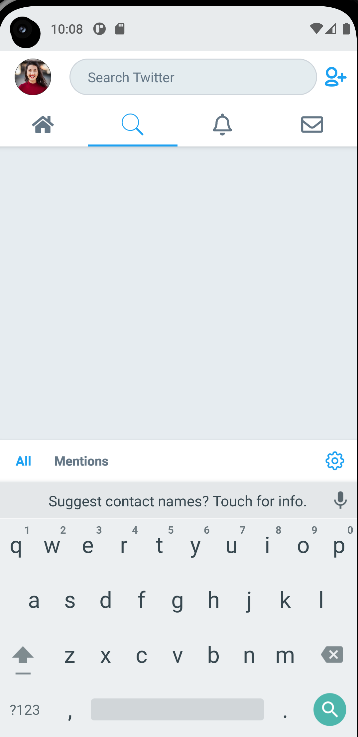 10:08
Search Twitter
All Mentions
Suggest contact names? Touch for info.
1 2 3 4 5 6 7 8 9 0
q w e r t y u i o p
a s d f g h j k l
z x c v b n m
?123 , .